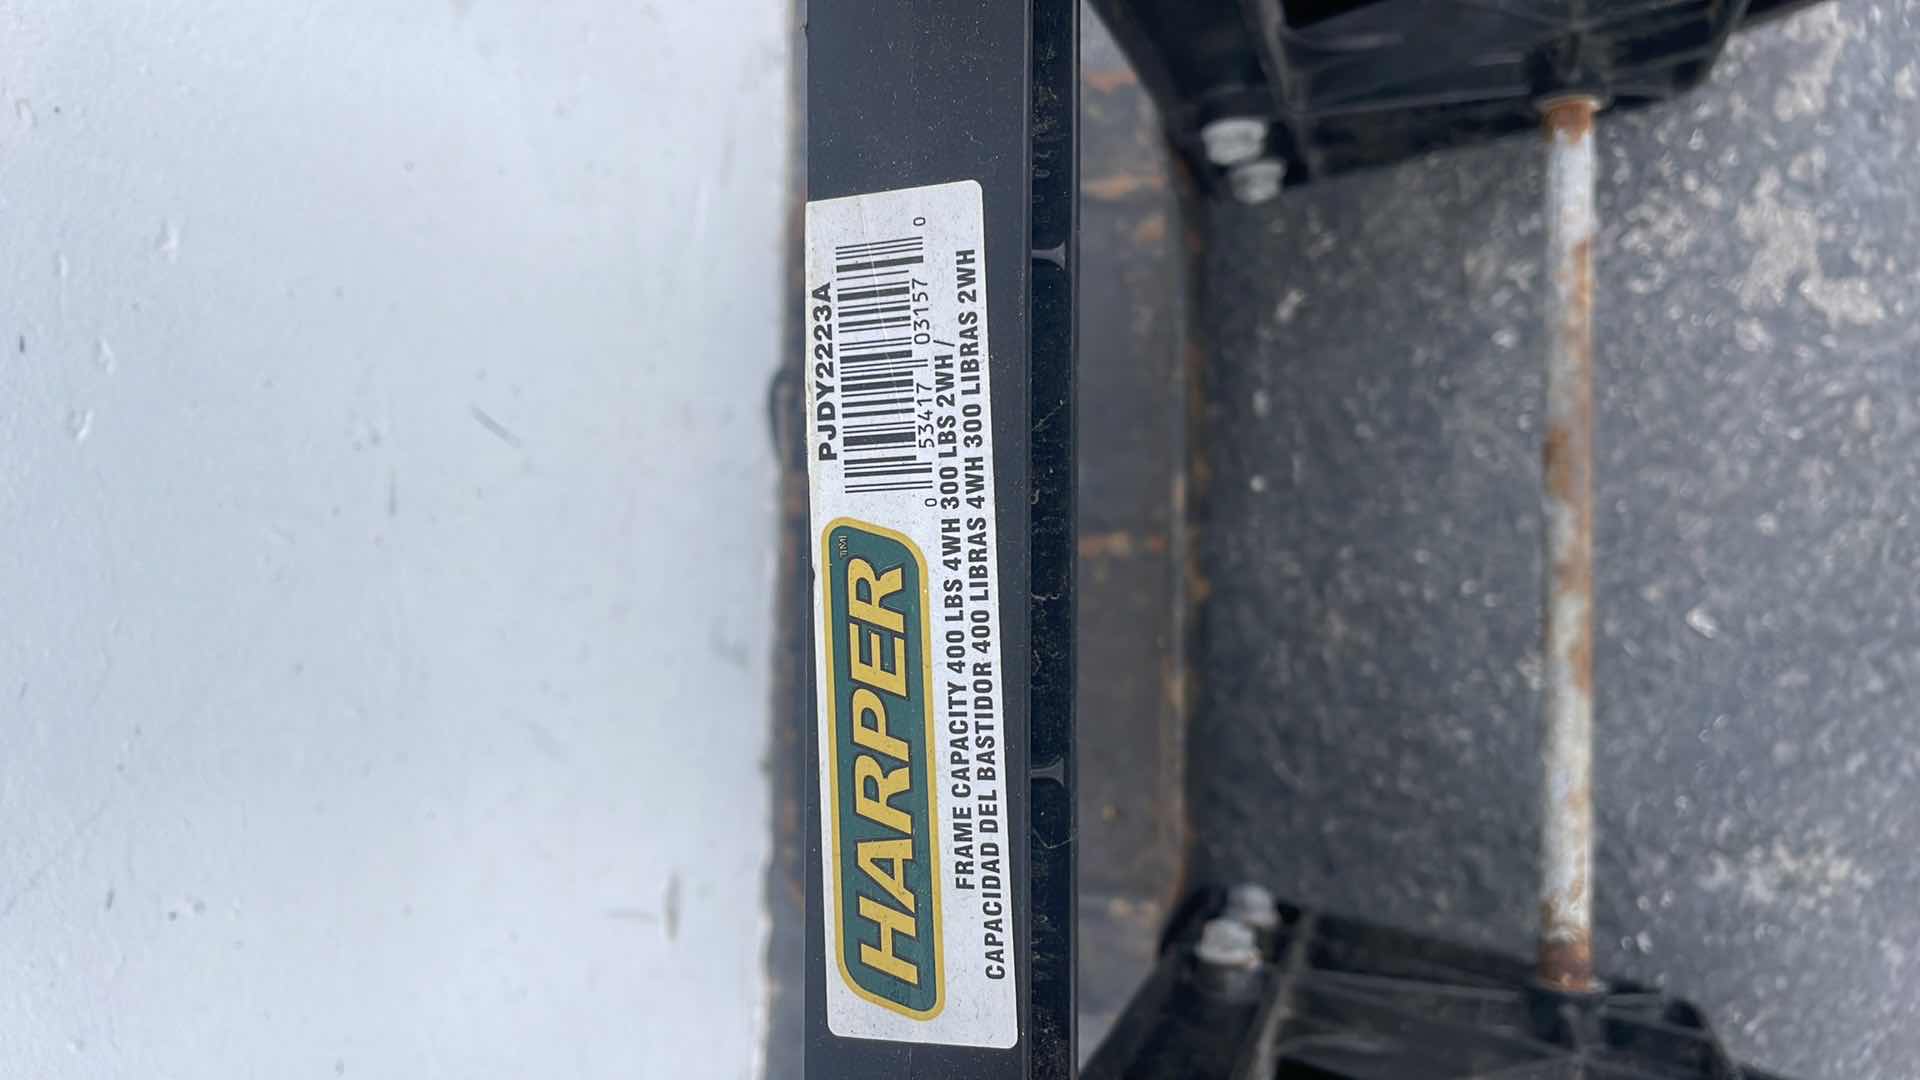 HARPER™
PJDY2223A
0 53417 03157 0
FRAME CAPACITY 400 LBS 4WH 300 LBS 2WH /
CAPACIDAD DEL BASTIDOR 400 LIBRAS 4WH 300 LIBRAS 2WH